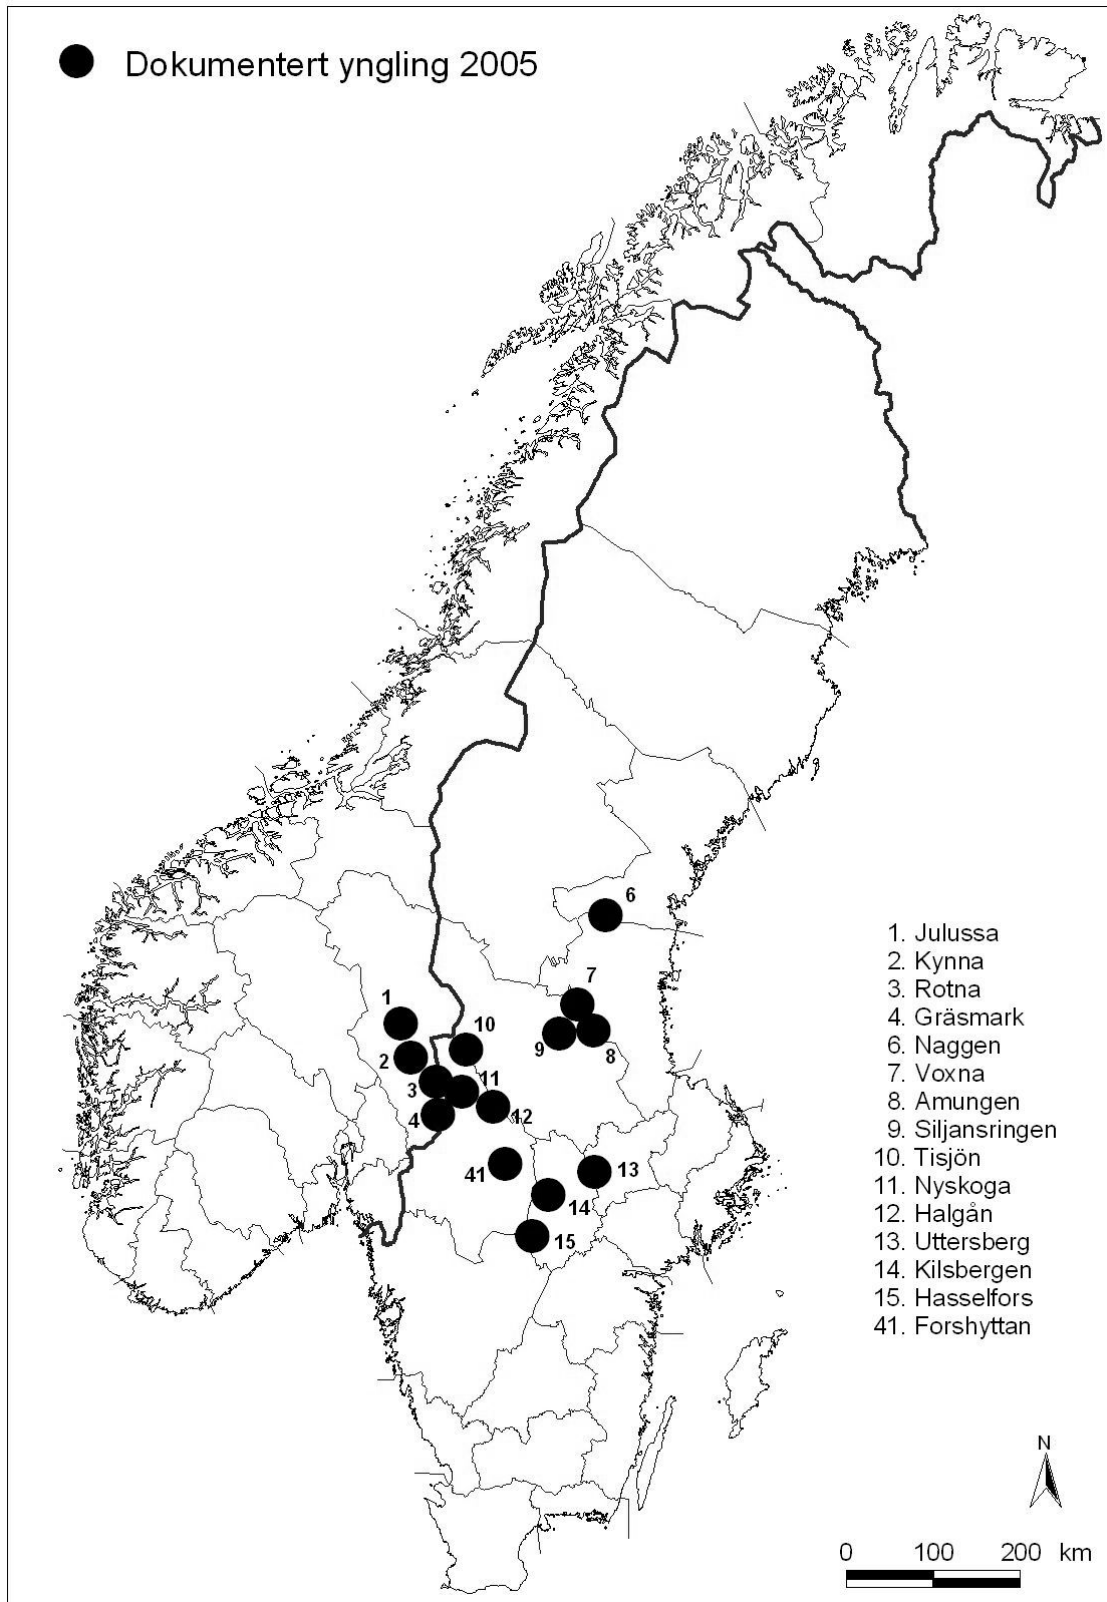 Dokumentert yngling 2005
6
7
1
10
9
8
2
11
3
4
12
41
13
14
15
1. Julussa
2. Kynna
3. Rotna
4. Gräsmark
6. Naggen
7. Voxna
8. Amungen
9. Siljansringen
10. Tisjön
11. Nyskoga
12. Halgån
13. Uttersberg
14. Kilsbergen
15. Hasselfors
41. Forshyttan
N
0 100 200 km